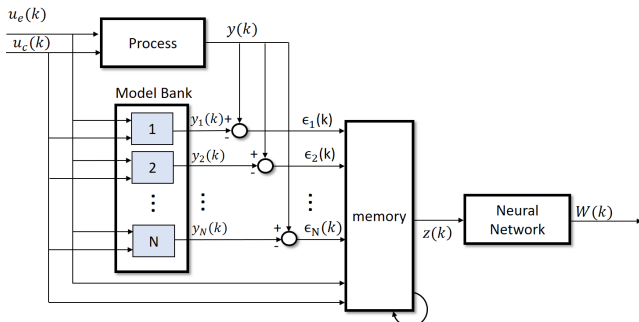 u_e(k)
u_c(k)
Process
y(k)
Model Bank
1
y_1(k)
+
-
ϵ_1(k)
2
y_2(k)
+
-
ϵ_2(k)
⋮
⋮
⋮
N
y_N(k)
+
-
ϵ_N(k)
memory
z(k)
Neural
Network
W(k)